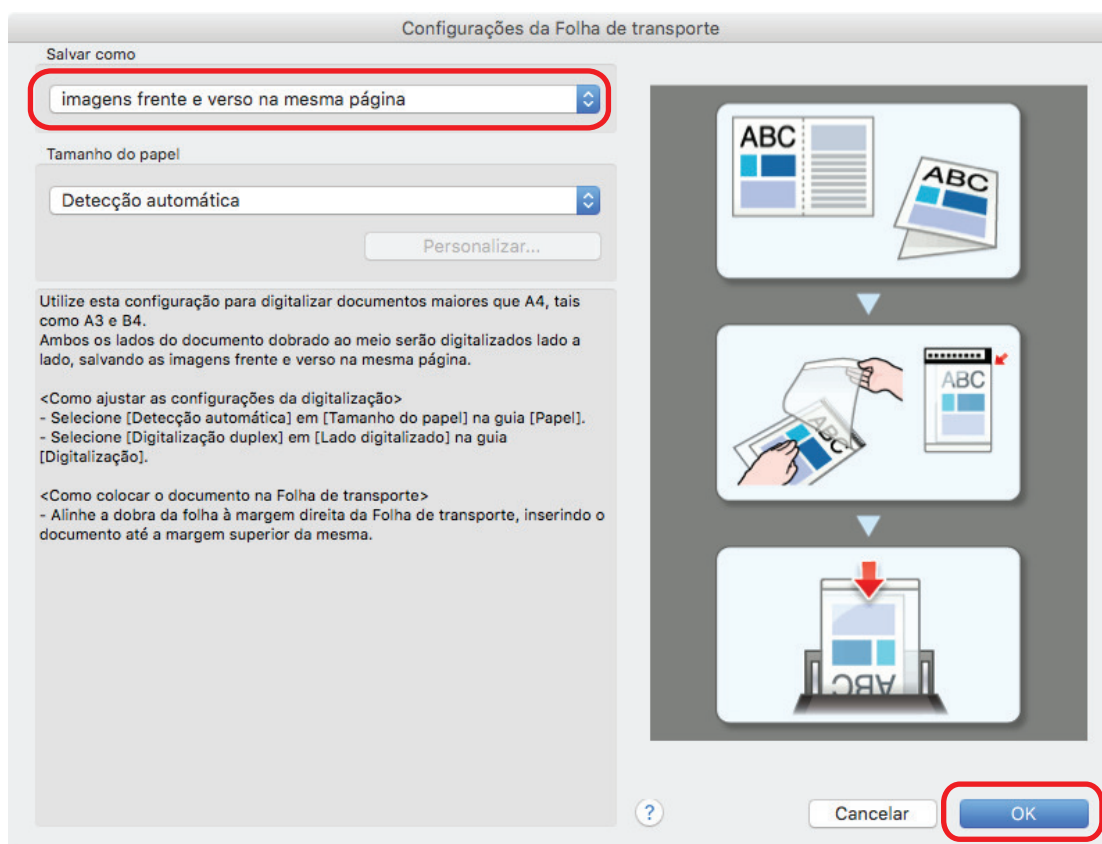 Configurações da Folha de transporte
Salvar como
imagens frente e verso na mesma página
Tamanho do papel
Detecção automática
Personalizar...
Utilize esta configuração para digitalizar documentos maiores que A4, tais
como A3 e B4.
Ambos os lados do documento dobrado ao meio serão digitalizados lado a
lado, salvando as imagens frente e verso na mesma página.
<Como ajustar as configurações da digitalização>
- Selecione [Detecção automática] em [Tamanho do papel] na guia [Papel].
- Selecione [Digitalização duplex] em [Lado digitalizado] na guia
[Digitalização].
<Como colocar o documento na Folha de transporte>
- Alinhe a dobra da folha à margem direita da Folha de transporte, inserindo o
documento até a margem superior da mesma.
ABC
ABC
ABC
ABC
ABC
?
Cancelar
OK